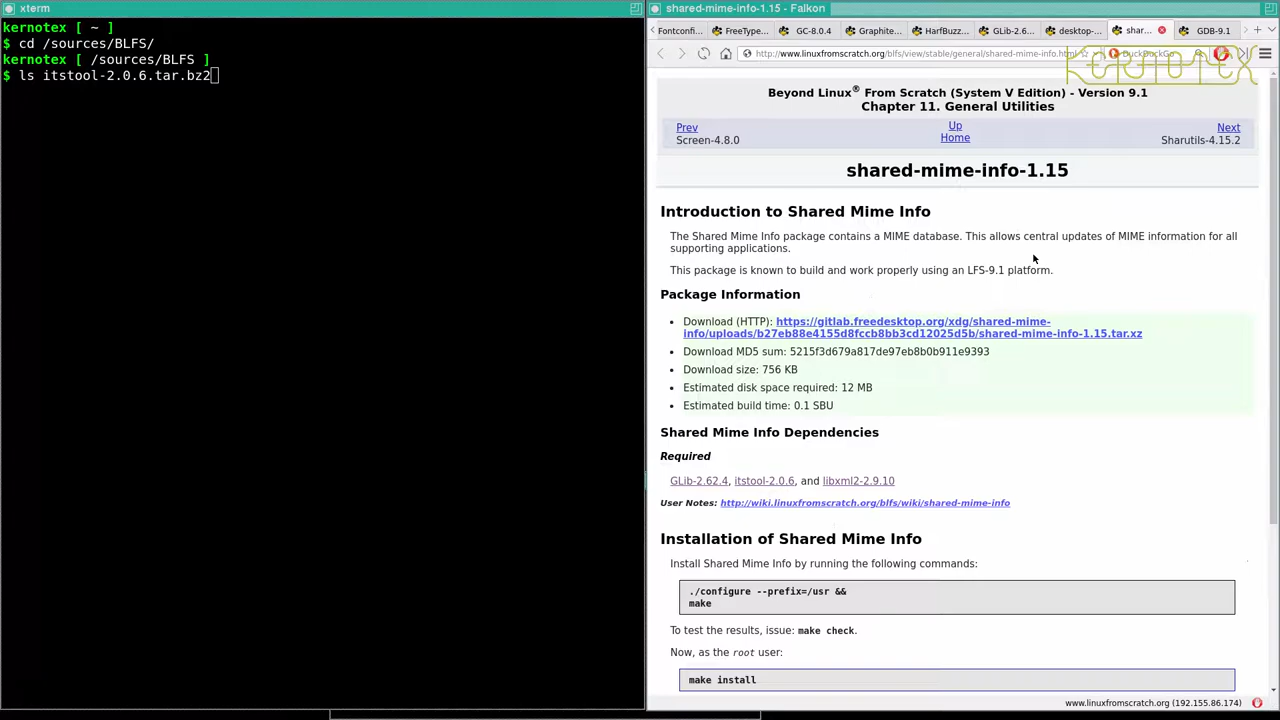 xterm
kernotex [ ~ ]
$ cd /sources/BLFS/
kernotex [ /sources/BLFS ]
$ ls itstool-2.0.6.tar.bz2
shared-mime-info-1.15 - Falkon
Fontconfi FreeType... GC-8.0.4 Graphite... HarfBuzz... GLib-2.6... desktop-... shar... GDB-9.1
http://www.linuxfromscratch.org/blfs/view/stable/general/shared-mime-info.html
DuckDuckGo
KERNOTEX
Beyond Linux® From Scratch (System V Edition) - Version 9.1
Chapter 11. General Utilities
Prev Up Next
Screen-4.8.0 Home Sharutils-4.15.2
shared-mime-info-1.15
Introduction to Shared Mime Info
The Shared Mime Info package contains a MIME database. This allows central updates of MIME information for all
supporting applications.
This package is known to build and work properly using an LFS-9.1 platform.
Package Information
• Download (HTTP): https://gitlab.freedesktop.org/xdg/shared-mime-
info/uploads/b27eb88e4155d8fccb8bb3cd12025d5b/shared-mime-info-1.15.tar.xz
• Download MD5 sum: 5215f3d679a817de97eb8b0b911e9393
• Download size: 756 KB
• Estimated disk space required: 12 MB
• Estimated build time: 0.1 SBU
Shared Mime Info Dependencies
Required
GLib-2.62.4, itstool-2.0.6, and libxml2-2.9.10
User Notes: http://wiki.linuxfromscratch.org/blfs/wiki/shared-mime-info
Installation of Shared Mime Info
Install Shared Mime Info by running the following commands:
./configure --prefix=/usr &&
make
To test the results, issue: make check.
Now, as the root user:
make install
www.linuxfromscratch.org (192.155.86.174)